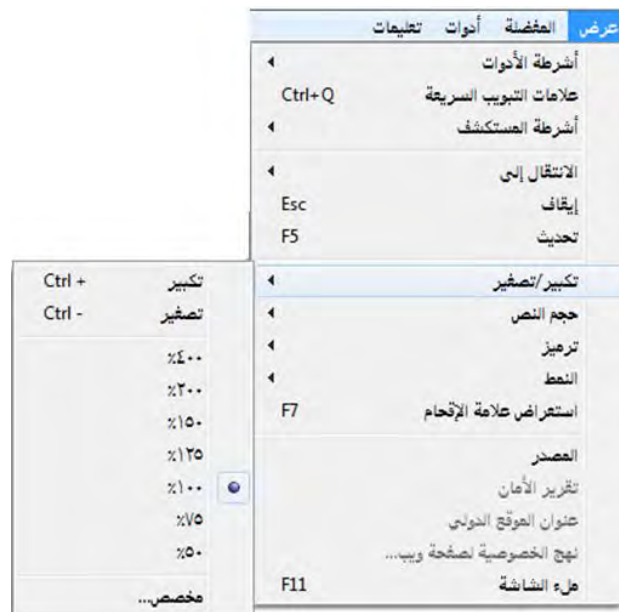 عرض المفضلة أدوات تعليمات
أشرطة الأدوات
علامات التبويب السريعة Ctrl+Q
أشرطة المستكشف
الانتقال إلى
إيقاف Esc
تحديث F5
تكبير/تصغير
حجم النص
ترميز
النمط
استعراض علامة الإقحام F7
المصدر
تقرير الأمان
عنوان الموقع الدولي
نهج الخصوصية لصفحة ويب...
ملء الشاشة F11
تكبير Ctrl +
تصغير Ctrl -
٤٠٠٪
٢٠٠٪
١٥٠٪
١٢٥٪
١٠٠٪
٧٥٪
٥٠٪
مخصص...